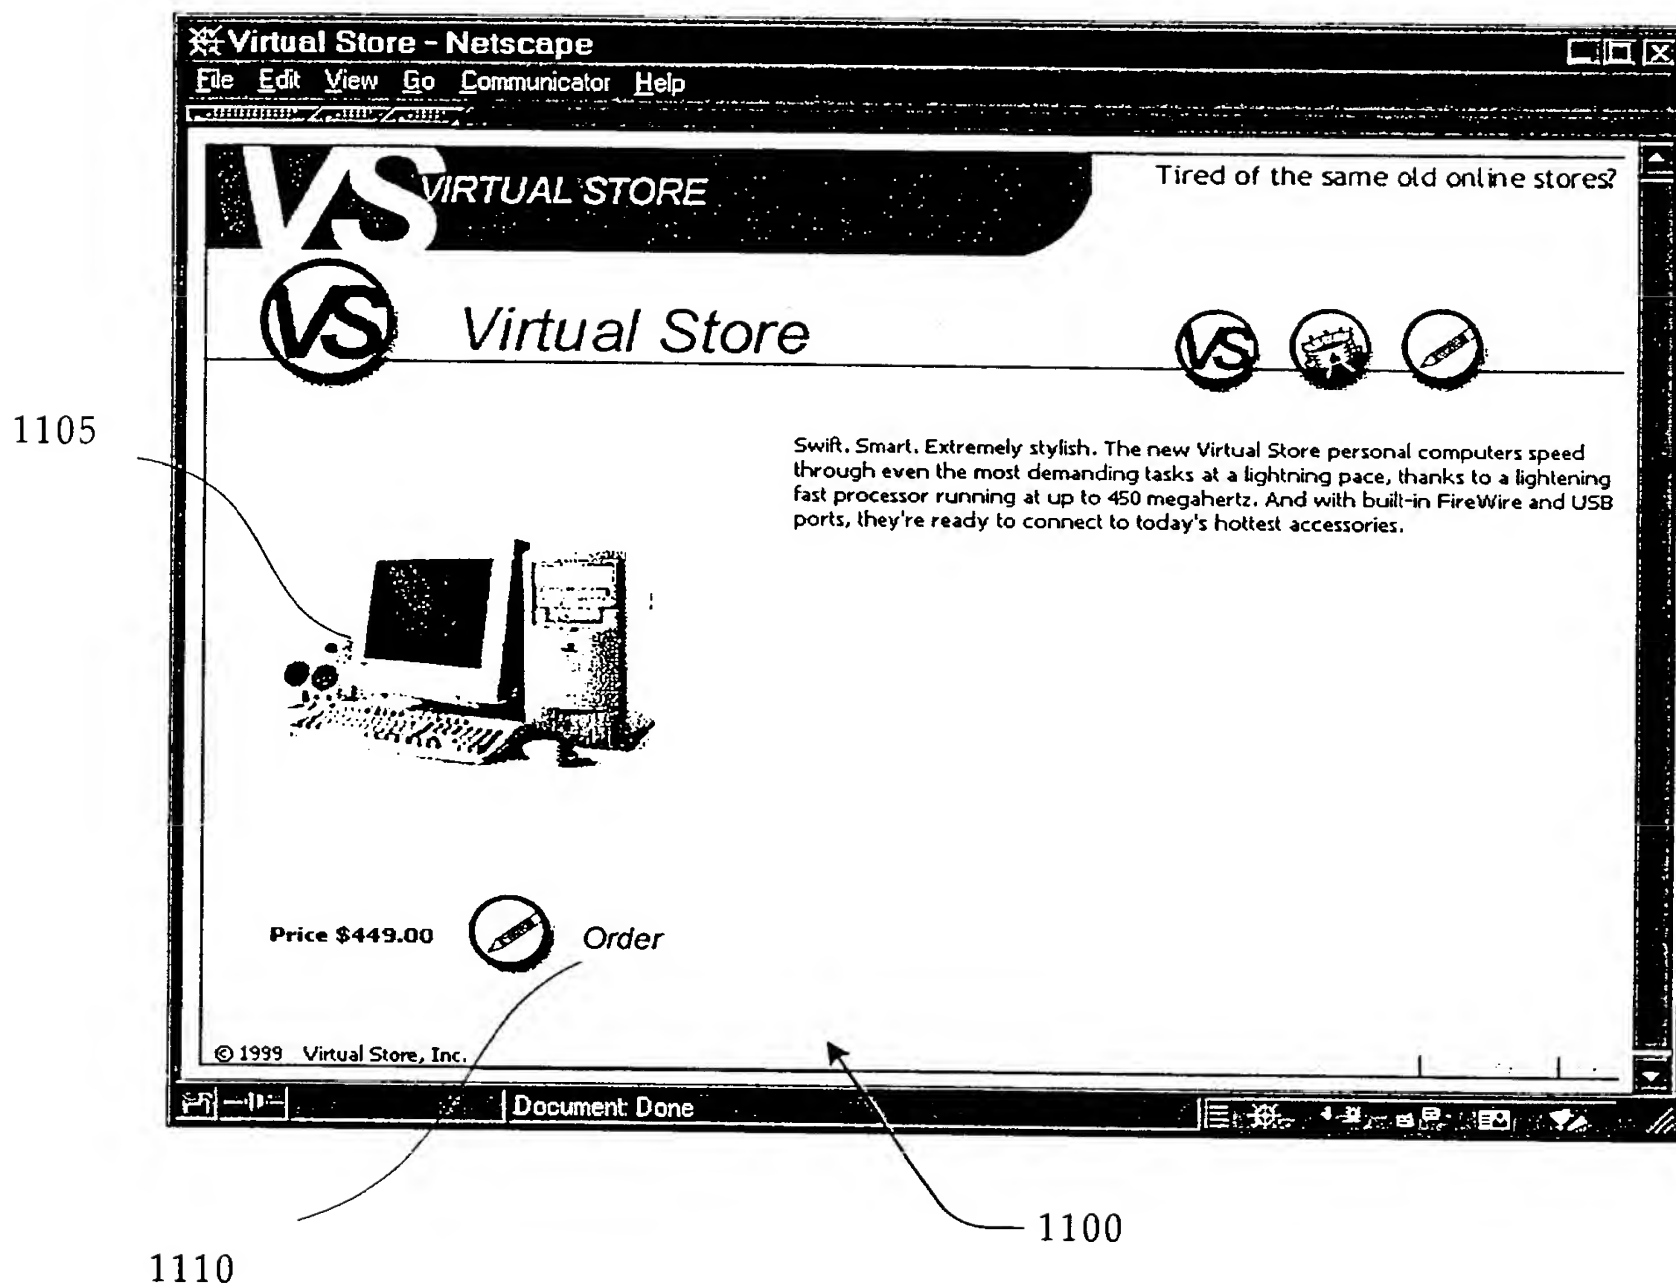 Virtual Store - Netscape
File Edit View Go Communicator Help
VS VIRTUAL STORE
Tired of the same old online stores?
VS Virtual Store
VS
1105
Swift. Smart. Extremely stylish. The new Virtual Store personal computers speed
through even the most demanding tasks at a lightning pace, thanks to a lightening
fast processor running at up to 450 megahertz. And with built-in FireWire and USB
ports, they're ready to connect to today's hottest accessories.
Price $449.00 Order
© 1999 Virtual Store, Inc.
Document: Done
1100
1110